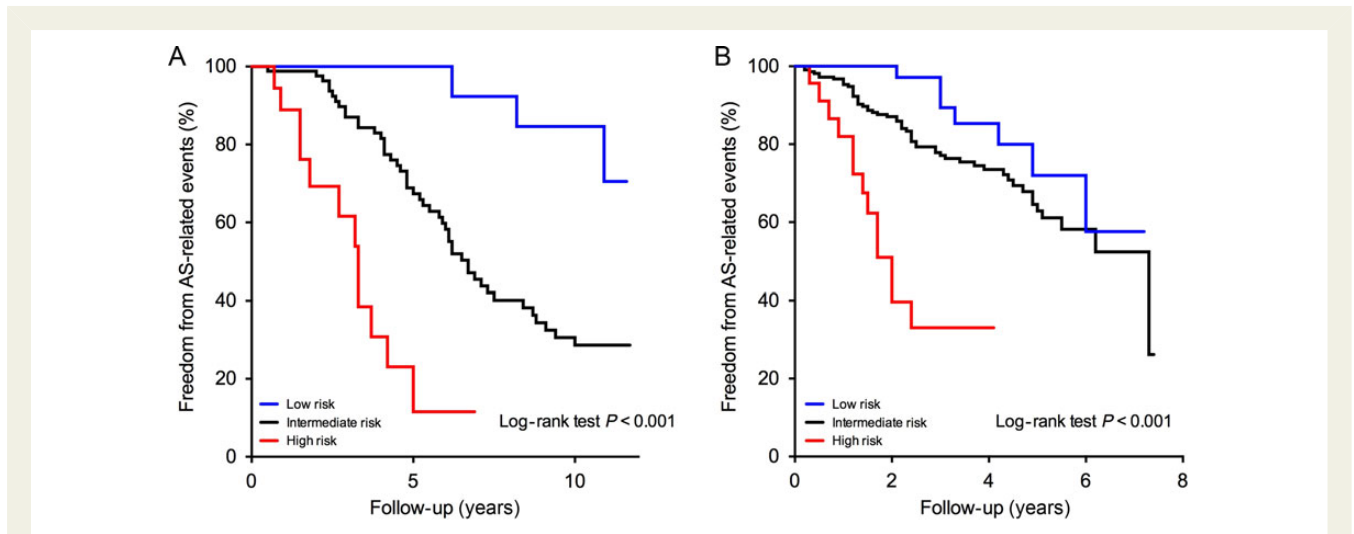 A
Freedom from AS-related events (%)
100
80
60
40
20
0
Low risk
Intermediate risk
High risk
Log-rank test P < 0.001
0 5 10
Follow-up (years)
B
Freedom from AS-related events (%)
100
80
60
40
20
0
Low risk
Intermediate risk
High risk
Log-rank test P < 0.001
0 2 4 6 8
Follow-up (years)